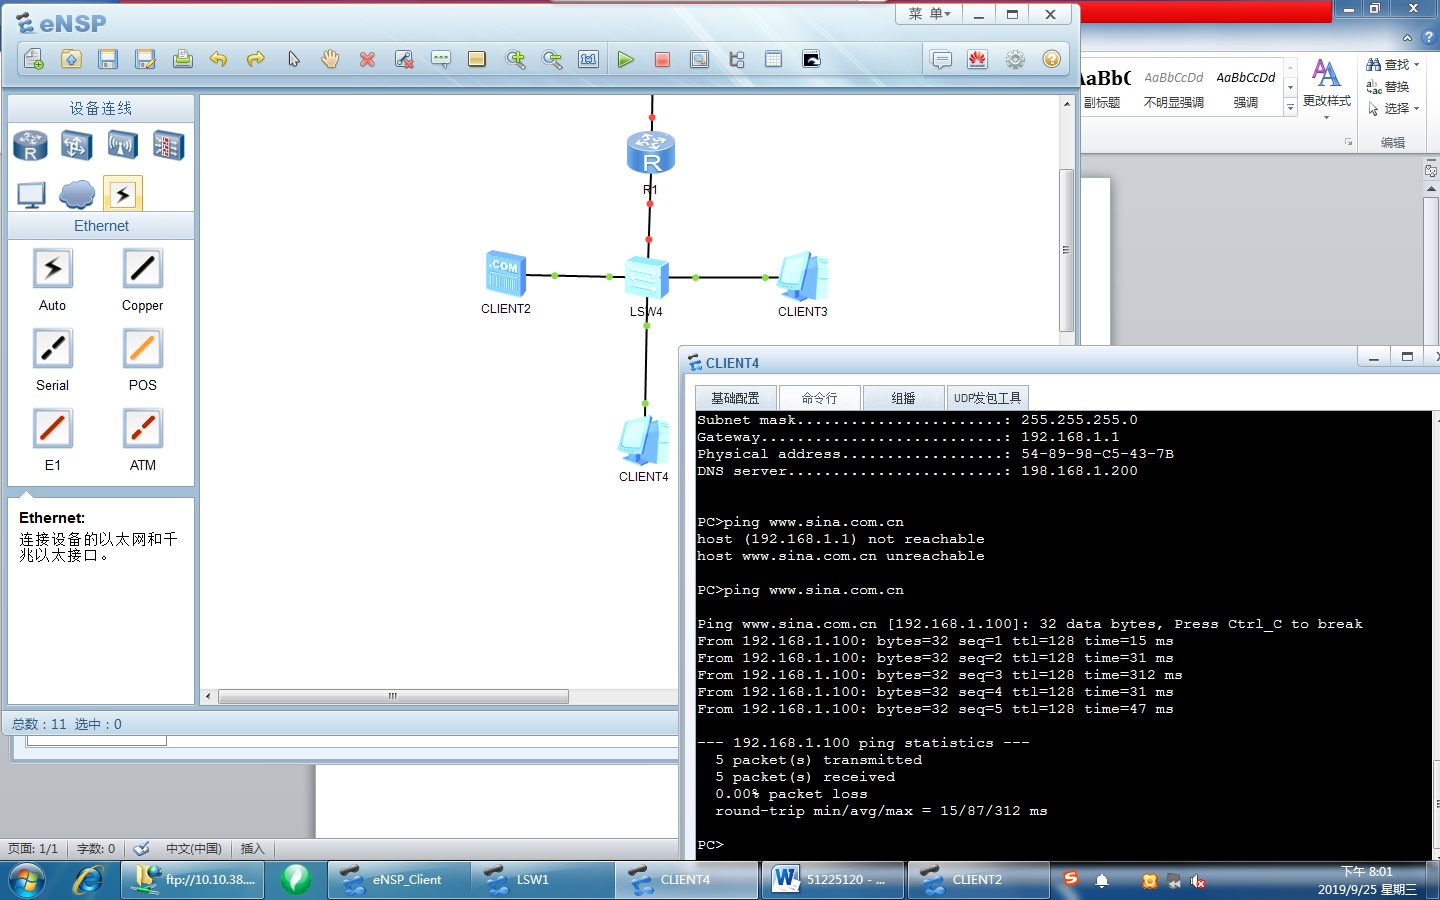 eNSP
菜 单
设备连线
R
Ethernet
Auto
Copper
Serial
POS
E1
ATM
Ethernet:
连接设备的以太网和千
兆以太接口。
R
R1
.COM
CLIENT2
LSW4
CLIENT3
CLIENT4
总数：11 选中：0
AaBbCcDd
AaBbCcDd
副标题
不明显强调
强调
更改样式
查找
替换
选择
编辑
CLIENT4
基础配置
命令行
组播
UDP发包工具
Subnet mask.......................: 255.255.255.0
Gateway...........................: 192.168.1.1
Physical address..................: 54-89-98-C5-43-7B
DNS server........................: 198.168.1.200
PC>ping www.sina.com.cn
host (192.168.1.1) not reachable
host www.sina.com.cn unreachable
PC>ping www.sina.com.cn
Ping www.sina.com.cn [192.168.1.100]: 32 data bytes, Press Ctrl_C to break
From 192.168.1.100: bytes=32 seq=1 ttl=128 time=15 ms
From 192.168.1.100: bytes=32 seq=2 ttl=128 time=31 ms
From 192.168.1.100: bytes=32 seq=3 ttl=128 time=312 ms
From 192.168.1.100: bytes=32 seq=4 ttl=128 time=31 ms
From 192.168.1.100: bytes=32 seq=5 ttl=128 time=47 ms
--- 192.168.1.100 ping statistics ---
5 packet(s) transmitted
5 packet(s) received
0.00% packet loss
round-trip min/avg/max = 15/87/312 ms
PC>
页面: 1/1
字数: 0
中文(中国)
插入
ftp://10.10.38....
eNSP_Client
LSW1
CLIENT4
51225120 - ...
CLIENT2
下午 8:01
2019/9/25 星期三